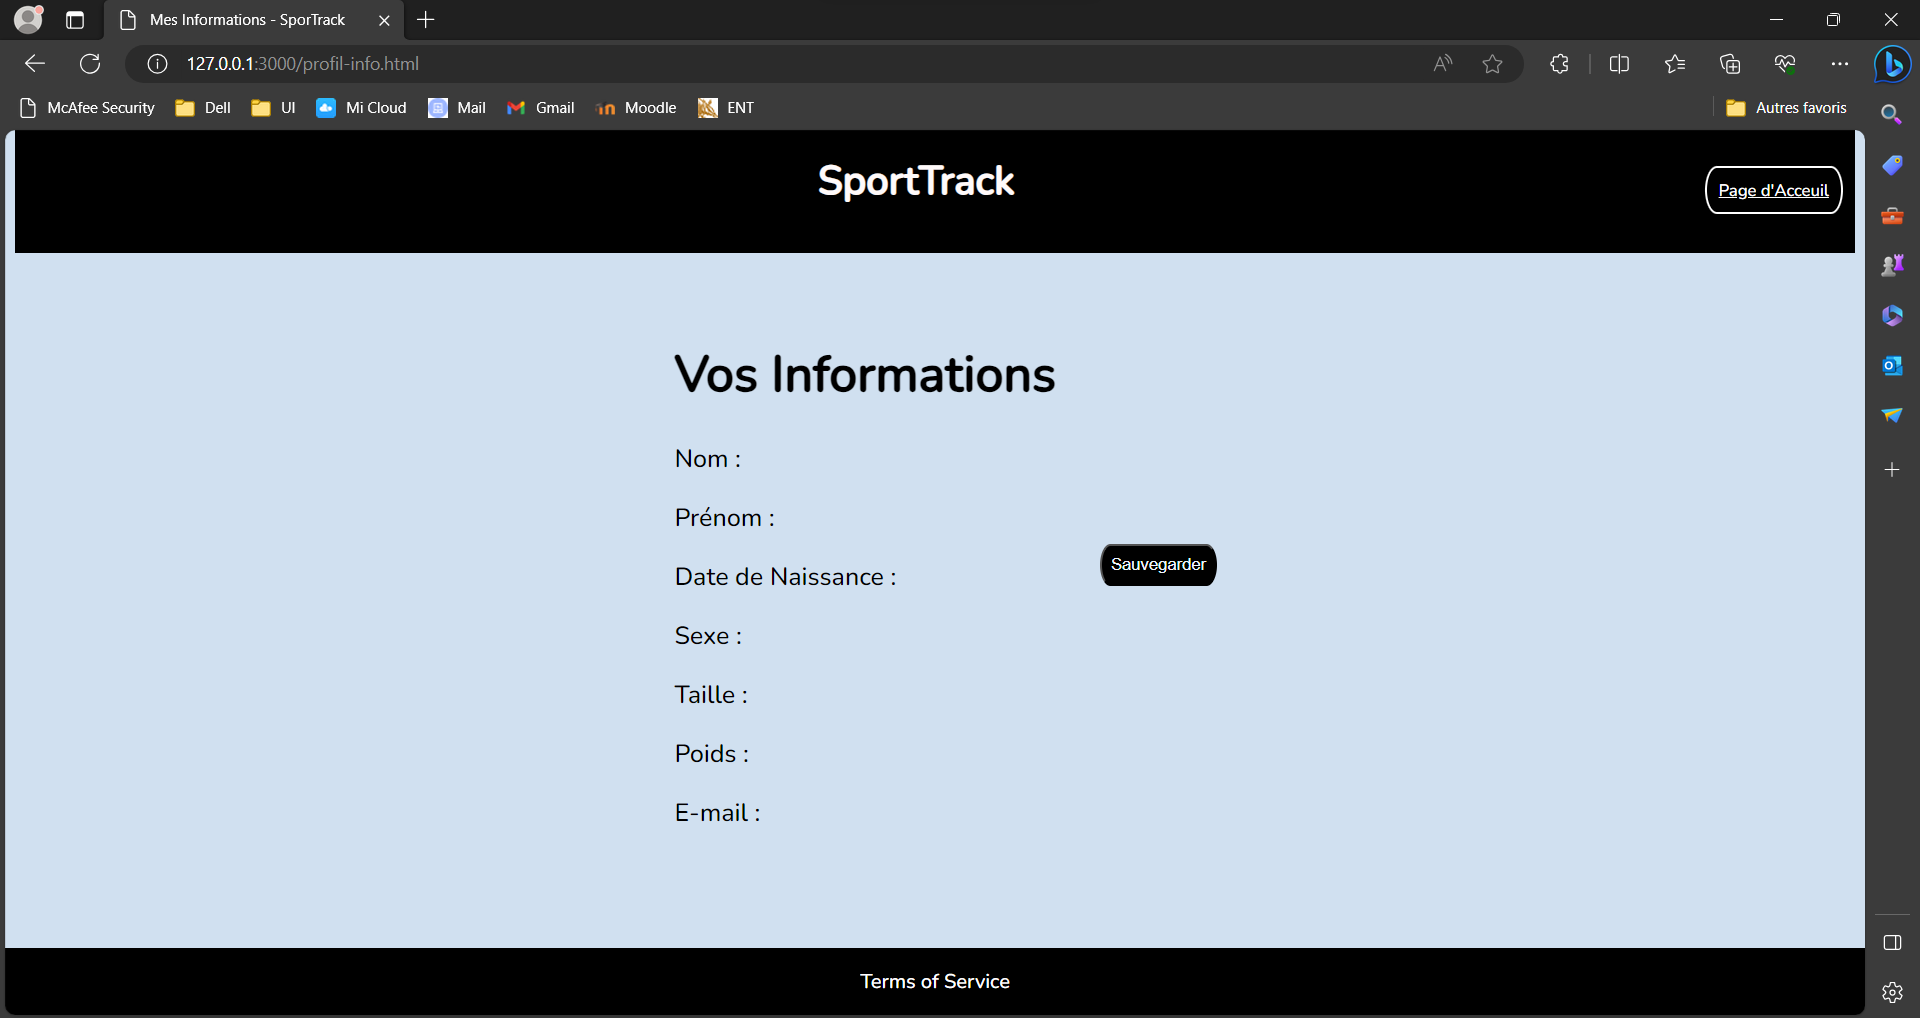 Mes Informations - SporTrack
127.0.0.1:3000/profil-info.html
McAfee Security Dell UI Mi Cloud Mail Gmail Moodle ENT Autres favoris
SportTrack
Page d'Acceuil
Vos Informations
Nom :
Prénom :
Sauvegarder
Date de Naissance :
Sexe :
Taille :
Poids :
E-mail :
Terms of Service